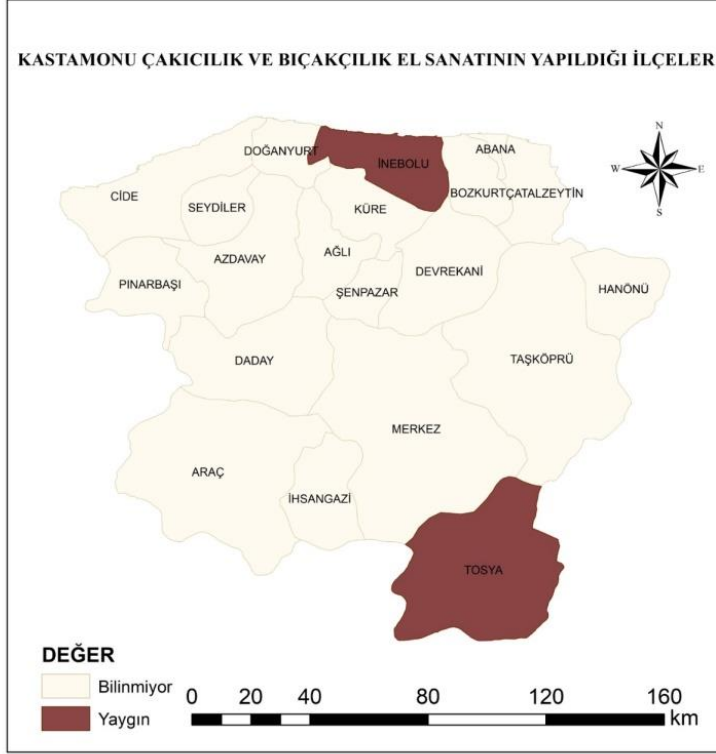 KASTAMONU ÇAKICILIK VE BIÇAKÇILIK EL SANATININ YAPILDIĞI İLÇELER
N
W E
S
DOĞANYURT
İNEBOLU
ABANA
CİDE
SEYDİLER
KÜRE
BOZKURT
ÇATALZEYTİN
AZDAVAY
AĞLI
DEVREKANİ
PINARBAŞI
ŞENPAZAR
HANÖNÜ
DADAY
TAŞKÖPRÜ
MERKEZ
ARAÇ
İHSANGAZİ
TOSYA
DEĞER
Bilinmiyor
Yaygın
0 20 40 80 120 160
km